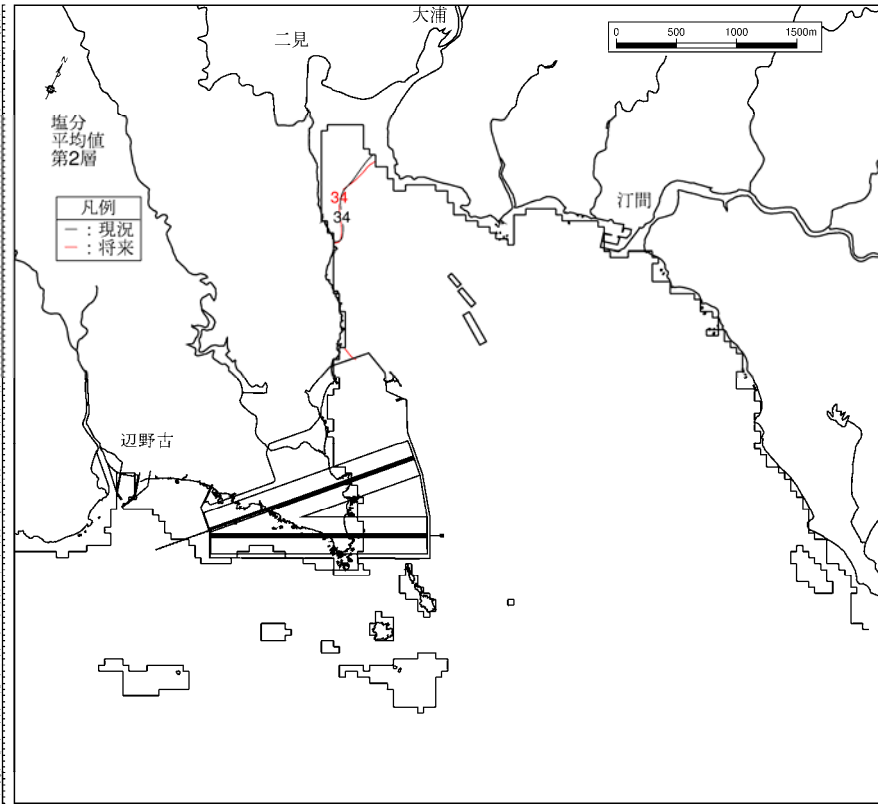 大浦
二見
0 500 1000 1500m
N
塩分
平均値
第2層
凡例
― : 現況
― : 将来
34
34
汀間
辺野古